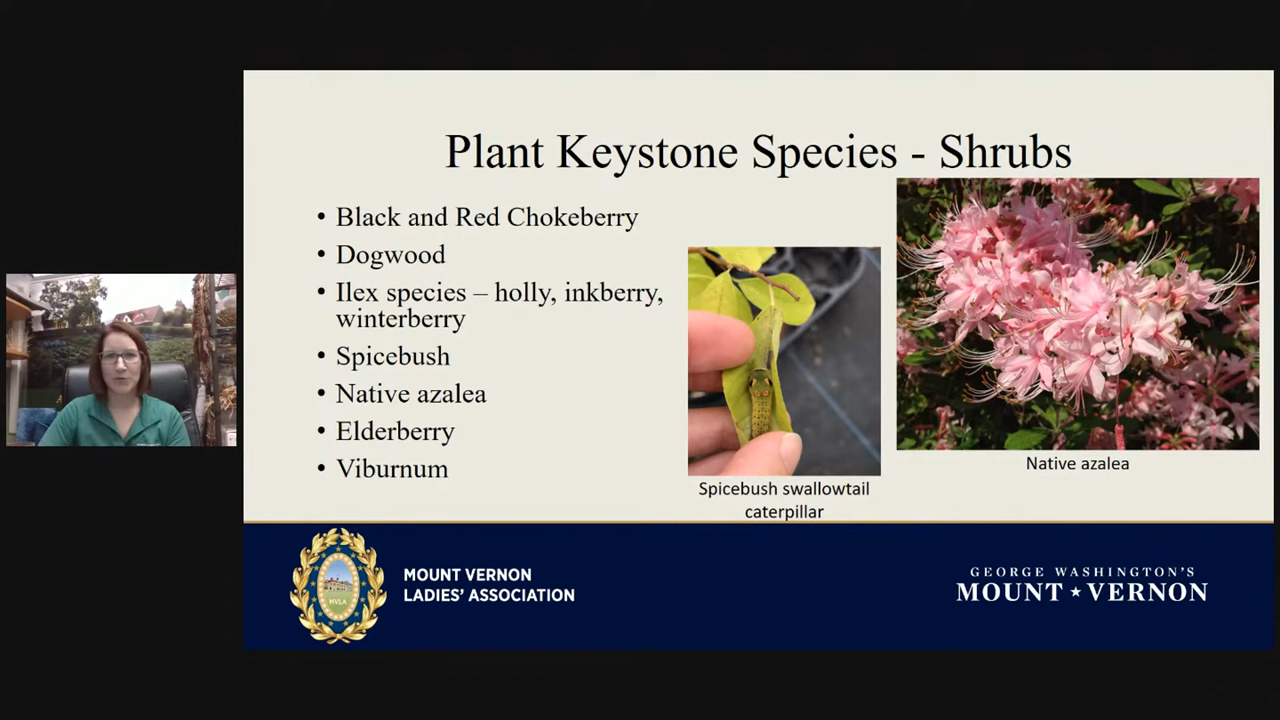 Plant Keystone Species - Shrubs
• Black and Red Chokeberry
• Dogwood
• Ilex species – holly, inkberry,
winterberry
• Spicebush
• Native azalea
• Elderberry
• Viburnum
Spicebush swallowtail
caterpillar
Native azalea
MVLA
MOUNT VERNON
LADIES' ASSOCIATION
GEORGE WASHINGTON'S
MOUNT ★ VERNON